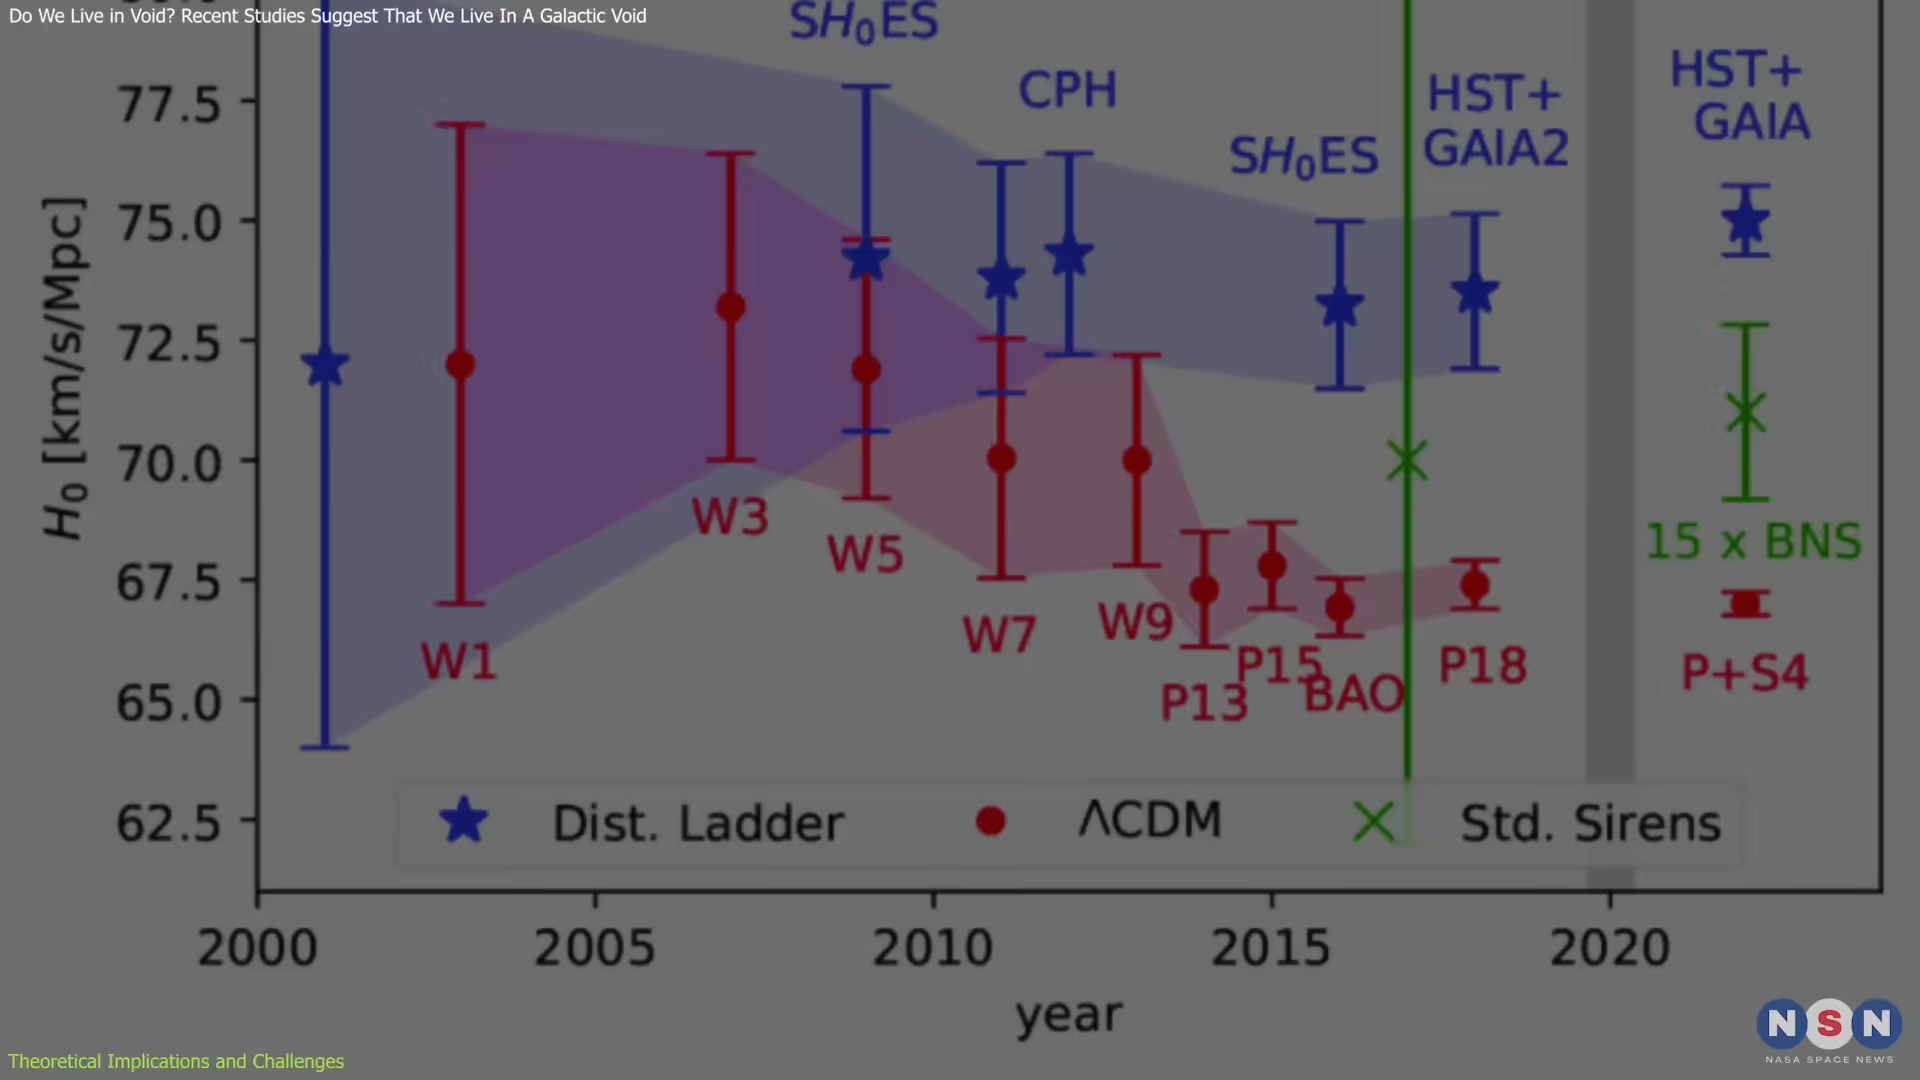 Do We Live in Void? Recent Studies Suggest That We Live In A Galactic Void
SH₀ES
CPH
HST+
GAIA2
HST+
GAIA
SH₀ES
77.5
75.0
72.5
70.0
67.5
65.0
62.5
H₀ [km/s/Mpc]
W1
W3
W5
W7
W9
P13
P15
BAO
P18
15 x BNS
P+S4
Dist. Ladder
ΛCDM
Std. Sirens
2000 2005 2010 2015 2020
year
NSN
NASA SPACE NEWS
Theoretical Implications and Challenges